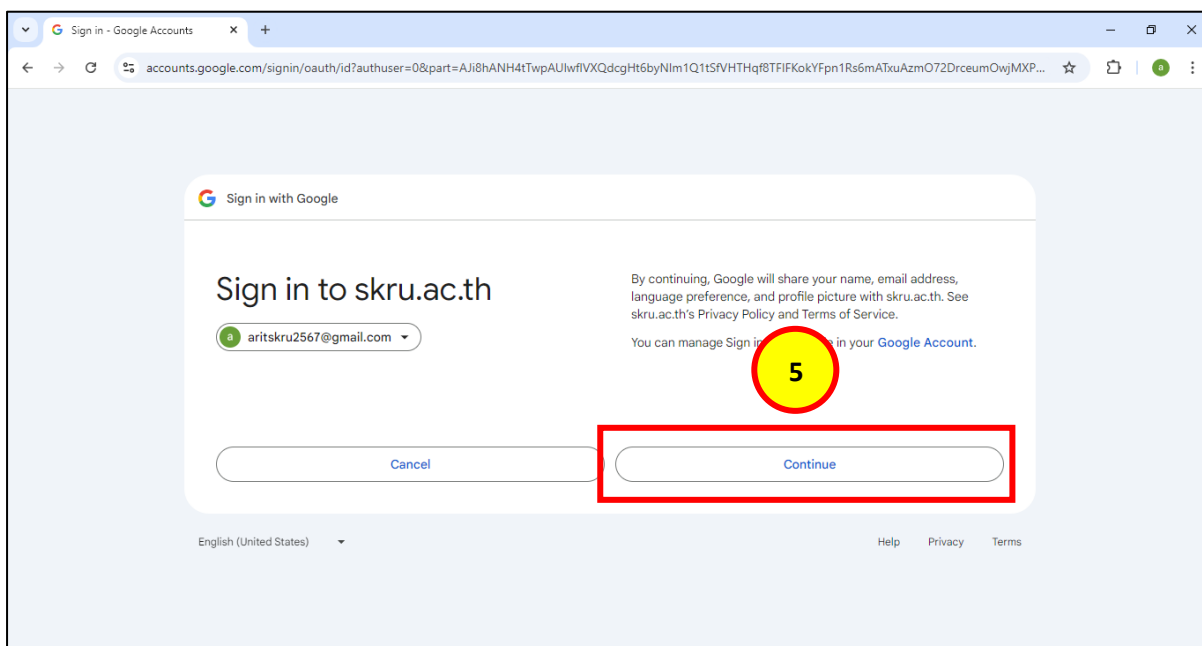 Sign in - Google Accounts
accounts.google.com/signin/oauth/id?authuser=0&part=AJi8hANH4tTwpAUlwflVXQdcgHt6byNIm1Q1tSfVHTHqf8TFlFKokYFpn1Rs6mATxuAzmO72DrceumOwjMXP...
a
Sign in with Google
Sign in to skru.ac.th
a aritskru2567@gmail.com
By continuing, Google will share your name, email address,
language preference, and profile picture with skru.ac.th. See
skru.ac.th's Privacy Policy and Terms of Service.
You can manage Sign in your Google Account.
5
Cancel
Continue
English (United States)
Help Privacy Terms